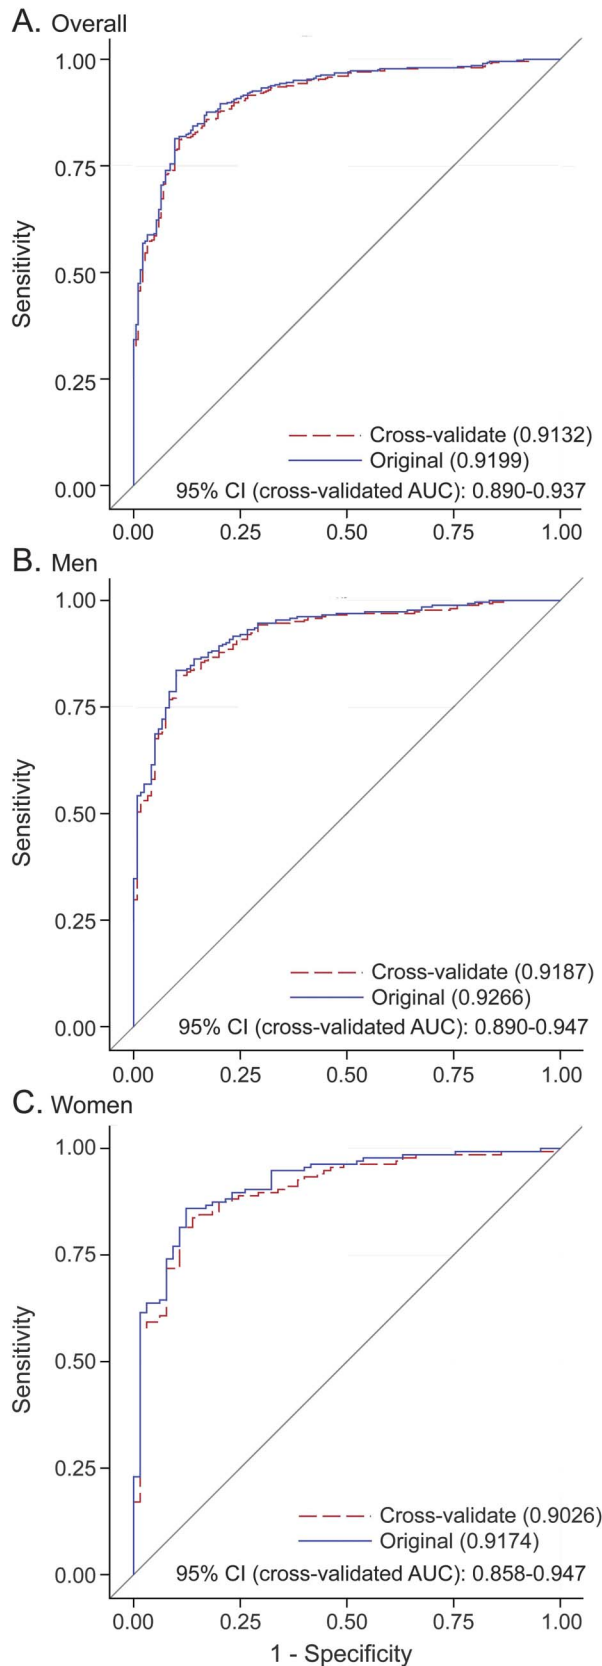 A. Overall
1.00
0.75
0.50
0.25
0.00
Sensitivity
Cross-validate (0.9132)
Original (0.9199)
95% CI (cross-validated AUC): 0.890-0.937
0.00 0.25 0.50 0.75 1.00
B. Men
1.00
0.75
0.50
0.25
0.00
Sensitivity
Cross-validate (0.9187)
Original (0.9266)
95% CI (cross-validated AUC): 0.890-0.947
0.00 0.25 0.50 0.75 1.00
C. Women
1.00
0.75
0.50
0.25
0.00
Sensitivity
Cross-validate (0.9026)
Original (0.9174)
95% CI (cross-validated AUC): 0.858-0.947
0.00 0.25 0.50 0.75 1.00
1 - Specificity